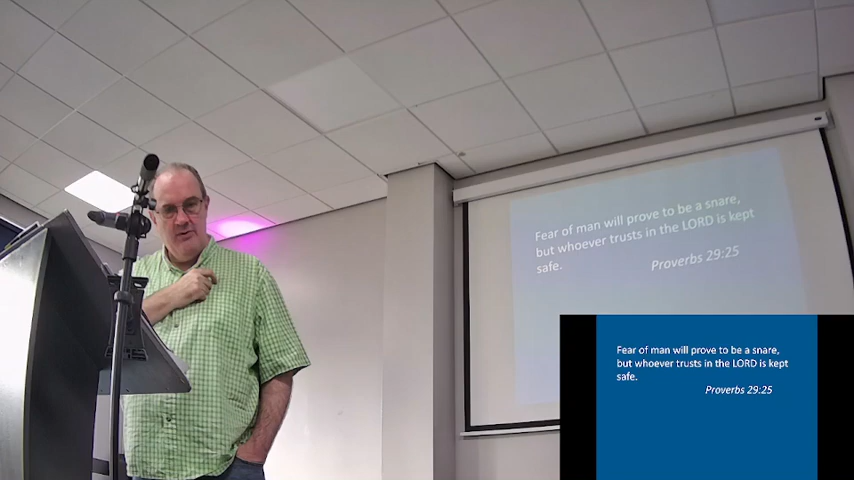 Fear of man will prove to be a snare,
but whoever trusts in the LORD is kept
safe.
Proverbs 29:25
Fear of man will prove to be a snare,
but whoever trusts in the LORD is kept
safe.
Proverbs 29:25